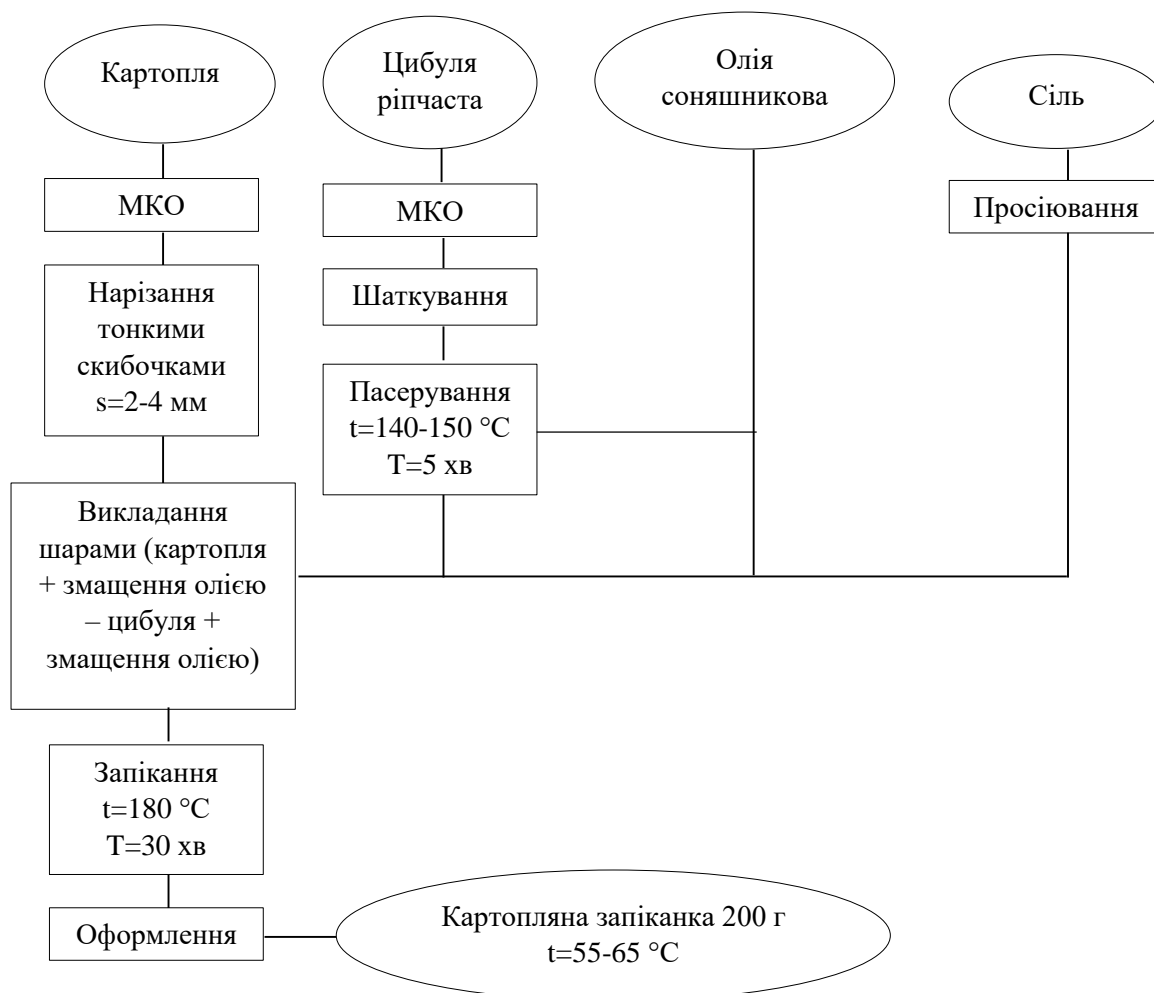 Картопля
Цибуля
ріпчаста
Олія
соняшникова
Сіль
МКО
МКО
Просіювання
Нарізання
тонкими
скибочками
s=2-4 мм
Шаткування
Пасерування
t=140-150 °C
T=5 хв
Викладання
шарами (картопля
+ змащення олією
– цибуля +
змащення олією)
Запікання
t=180 °C
T=30 хв
Оформлення
Картопляна запіканка 200 г
t=55-65 °C